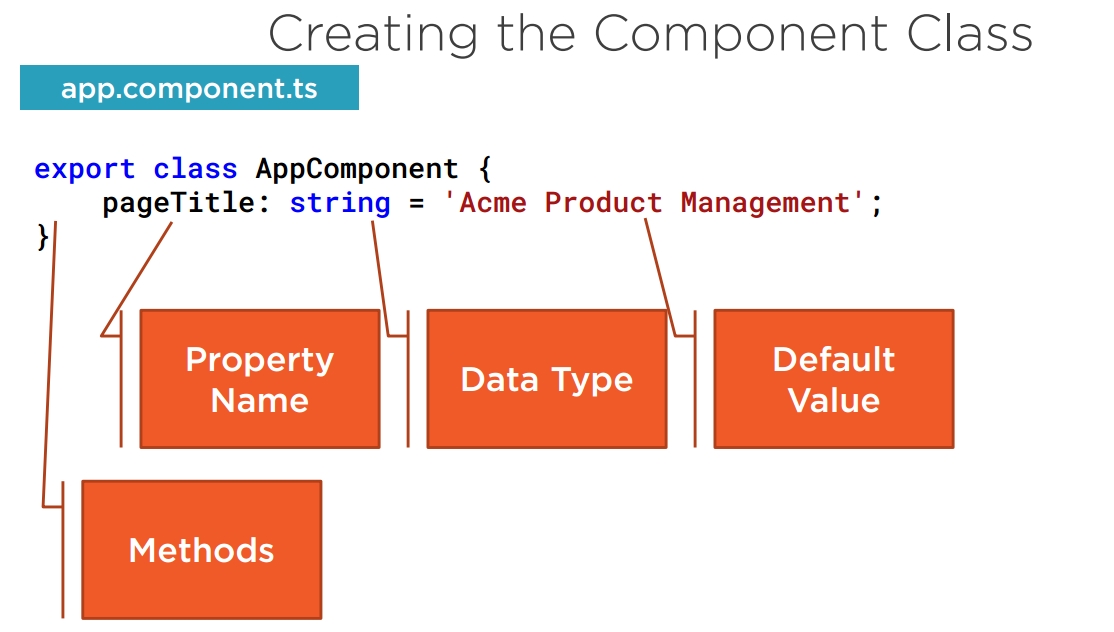 Creating the Component Class
app.component.ts
export class AppComponent {
pageTitle: string = 'Acme Product Management';
}
Property
Name
Data Type
Default
Value
Methods